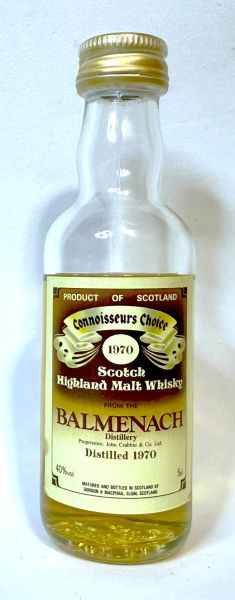 PRODUCT OF SCOTLAND
Connoisseurs Choice
1970
Scotch
Highland Malt Whisky
FROM THE
BALMENACH
Distillery
Proprietors: John Crabbie & Co. Ltd.
Distilled 1970
40%vol 5cl
MATURED AND BOTTLED IN SCOTLAND BY
GORDON & MACPHAIL, ELGIN, SCOTLAND